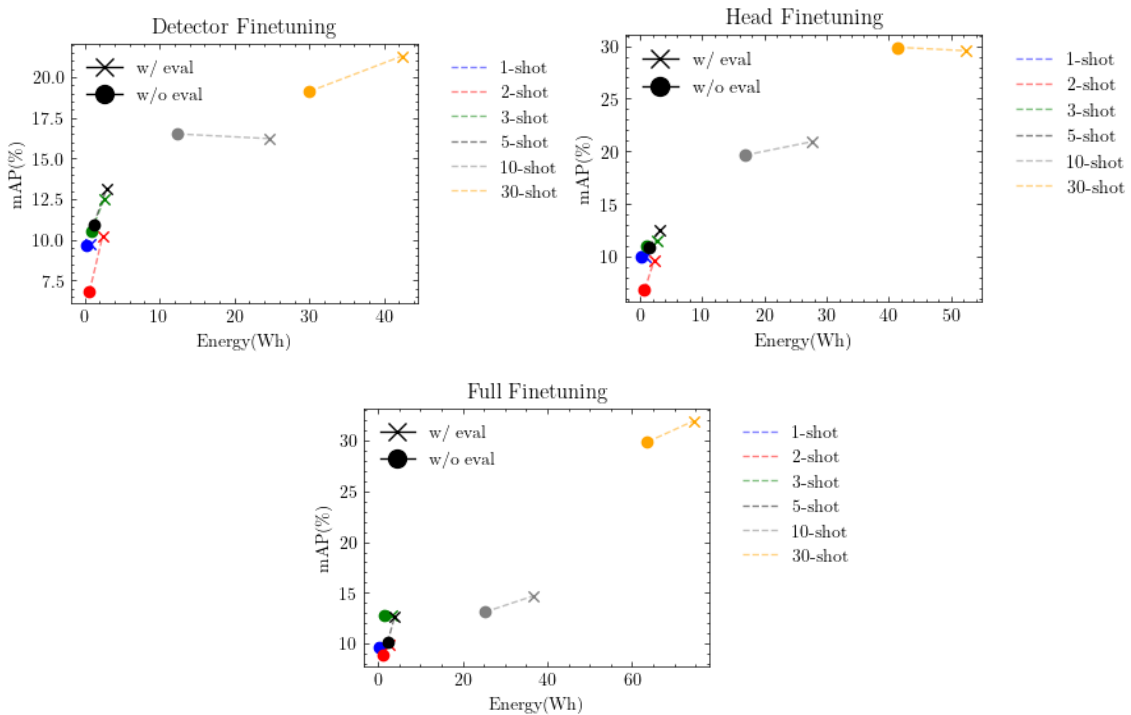 Detector Finetuning
20.0
17.5
15.0
12.5
10.0
7.5
mAP(%)
0 10 20 30 40
Energy(Wh)
w/ eval
w/o eval
1-shot
2-shot
3-shot
5-shot
10-shot
30-shot
Head Finetuning
30
25
20
15
10
mAP(%)
0 10 20 30 40 50
Energy(Wh)
w/ eval
w/o eval
1-shot
2-shot
3-shot
5-shot
10-shot
30-shot
Full Finetuning
30
25
20
15
10
mAP(%)
0 20 40 60
Energy(Wh)
w/ eval
w/o eval
1-shot
2-shot
3-shot
5-shot
10-shot
30-shot